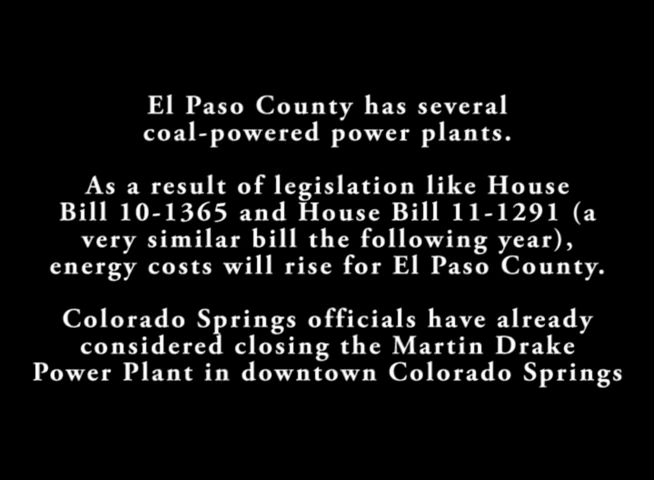 El Paso County has several
coal-powered power plants.
As a result of legislation like House
Bill 10-1365 and House Bill 11-1291 (a
very similar bill the following year),
energy costs will rise for El Paso County.
Colorado Springs officials have already
considered closing the Martin Drake
Power Plant in downtown Colorado Springs